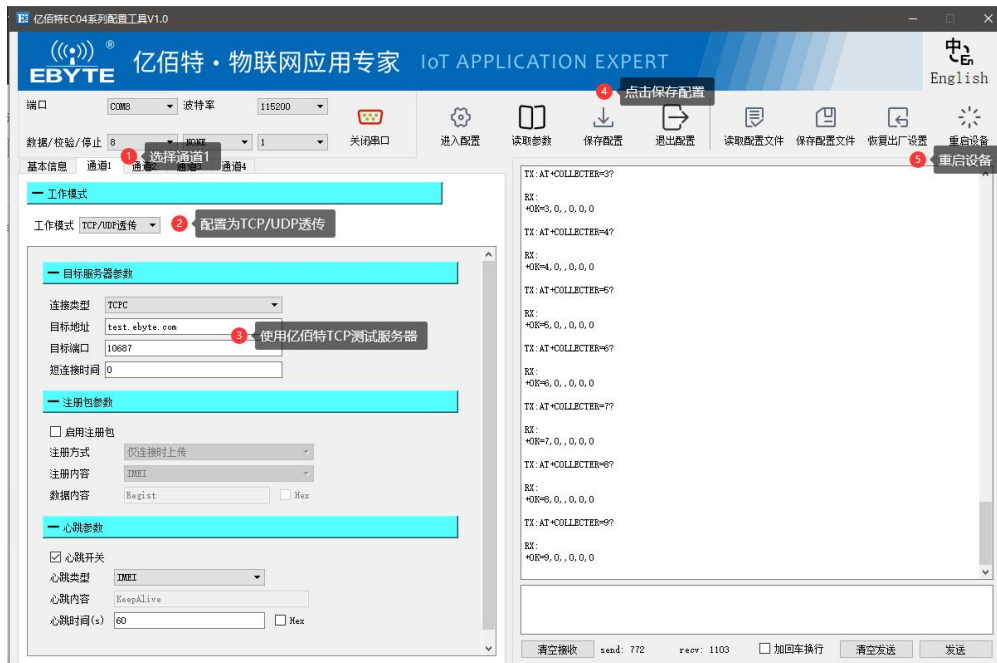 亿佰特EC04系列配置工具V1.0
EBYTE ® 亿佰特·物联网应用专家 IoT APPLICATION EXPERT
中 En
English
4 点击保存配置
端口 COM8 波特率 115200
数据/校验/停止 8 NONE 1
关闭串口 进入配置 读取参数 保存配置 退出配置 读取配置文件 保存配置文件 恢复出厂设置 重启设备
1 选择通道1
5 重启设备
基本信息 通道1 通道2 通道3 通道4
工作模式
工作模式 TCP/UDP透传
2 配置为TCP/UDP透传
目标服务器参数
连接类型 TCPC
目标地址 test.ebyte.com
3 使用亿佰特TCP测试服务器
目标端口 10687
短连接时间 0
注册包参数
启用注册包
注册方式 仅连接时上传
注册内容 IMEI
数据内容 Regist Hex
心跳参数
心跳开关
心跳类型 IMEI
心跳内容 KeepAlive
心跳时间(s) 60 Hex
TX:AT+COLLECTER=3?
RX:
+OK=3,0,,0,0,0
TX:AT+COLLECTER=4?
RX:
+OK=4,0,,0,0,0
TX:AT+COLLECTER=5?
RX:
+OK=5,0,,0,0,0
TX:AT+COLLECTER=6?
RX:
+OK=6,0,,0,0,0
TX:AT+COLLECTER=7?
RX:
+OK=7,0,,0,0,0
TX:AT+COLLECTER=8?
RX:
+OK=8,0,,0,0,0
TX:AT+COLLECTER=9?
RX:
+OK=9,0,,0,0,0
清空接收 send: 772 recv: 1103 加回车换行 清空发送 发送